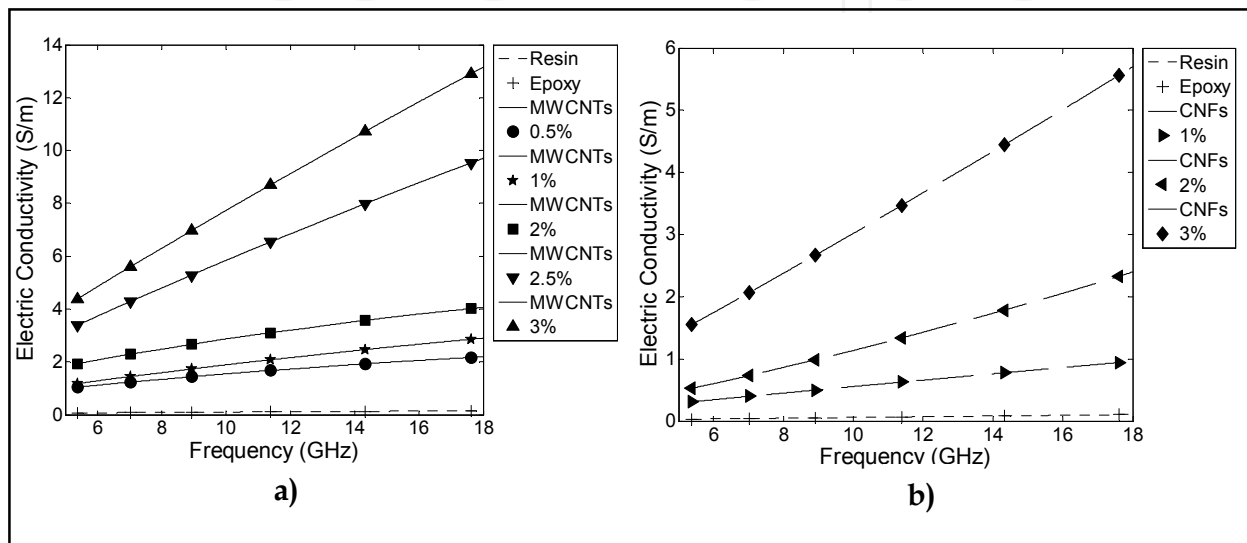 14
12
10
8
6
4
2
0
Electric Conductivity (S/m)
6 8 10 12 14 16 18
Frequency (GHz)
Resin
Epoxy
MWCNTs
0.5%
MWCNTs
1%
MWCNTs
2%
MWCNTs
2.5%
MWCNTs
3%
a)
6
5
4
3
2
1
0
Electric Conductivity (S/m)
6 8 10 12 14 16 18
Frequency (GHz)
Resin
Epoxy
CNFs
1%
CNFs
2%
CNFs
3%
b)